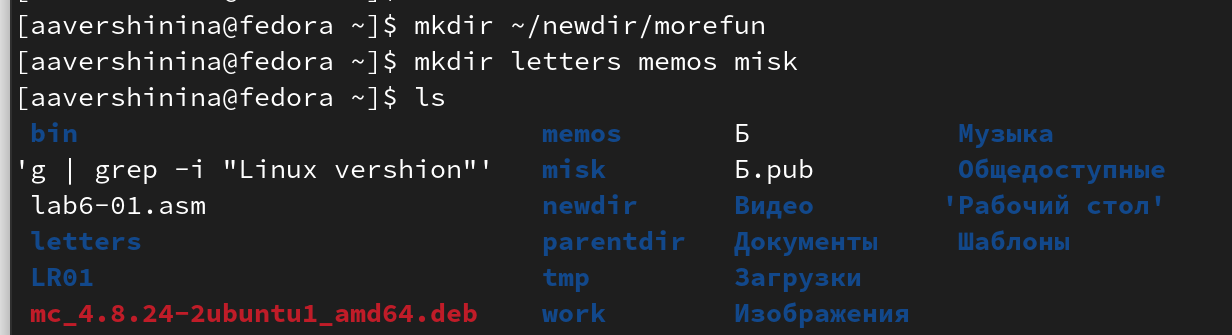 [aavershinina@fedora ~]$ mkdir ~/newdir/morefun
[aavershinina@fedora ~]$ mkdir letters memos misk
[aavershinina@fedora ~]$ ls
bin memos Б Музыка
'g | grep -i "Linux vershion"' misk Б.pub Общедоступные
lab6-01.asm newdir Видео 'Рабочий стол'
letters parentdir Документы Шаблоны
LR01 tmp Загрузки
mc_4.8.24-2ubuntu1_amd64.deb work Изображения